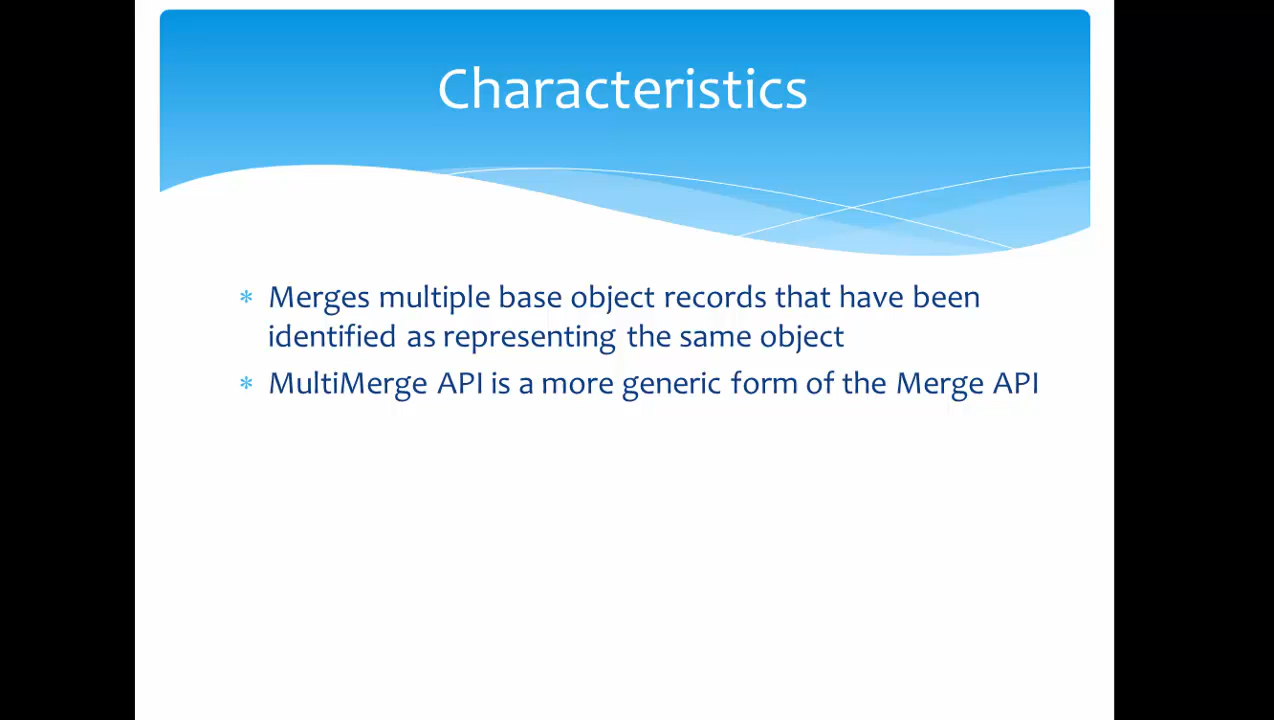 Characteristics
* Merges multiple base object records that have been
identified as representing the same object
* MultiMerge API is a more generic form of the Merge API